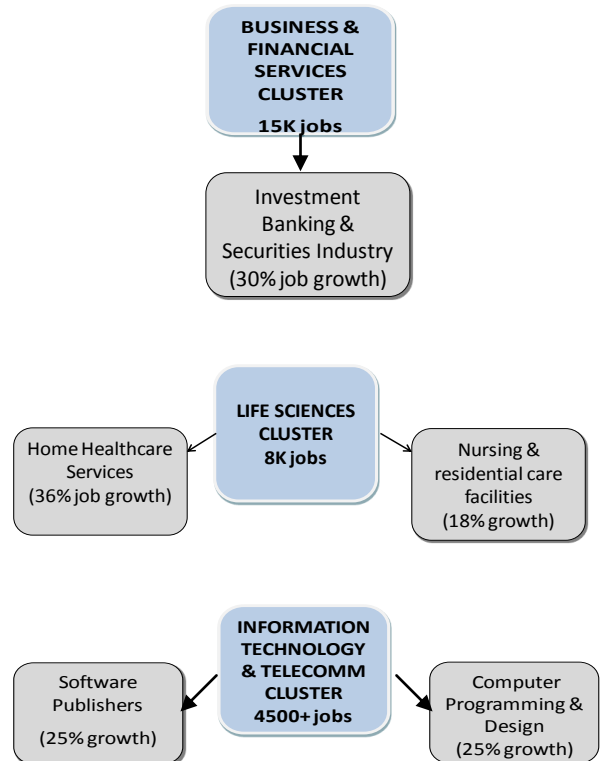 BUSINESS &
FINANCIAL
SERVICES
CLUSTER
15K jobs
Investment
Banking &
Securities Industry
(30% job growth)
LIFE SCIENCES
CLUSTER
8K jobs
Home Healthcare
Services
(36% job growth)
Nursing &
residential care
facilities
(18% growth)
INFORMATION
TECHNOLOGY
& TELECOMM
CLUSTER
4500+ jobs
Software
Publishers
(25% growth)
Computer
Programming &
Design
(25% growth)